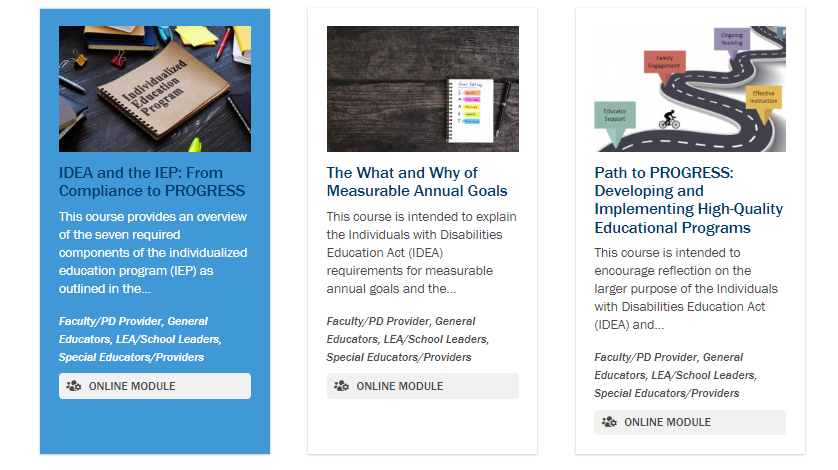 Individualized
Education
Program
IDEA and the IEP: From
Compliance to PROGRESS
This course provides an overview
of the seven required
components of the individualized
education program (IEP) as
outlined in the...
Faculty/PD Provider, General
Educators, LEA/School Leaders,
Special Educators/Providers
ONLINE MODULE
Goal Setting
S
M
A
R
T
The What and Why of
Measurable Annual Goals
This course is intended to explain
the Individuals with Disabilities
Education Act (IDEA)
requirements for measurable
annual goals and the...
Faculty/PD Provider, General
Educators, LEA/School Leaders,
Special Educators/Providers
ONLINE MODULE
Ongoing
Teaming
Family
Engagement
Effective
Instruction
Educator
Support
Path to PROGRESS:
Developing and
Implementing High-Quality
Educational Programs
This course is intended to
encourage reflection on the
larger purpose of the Individuals
with Disabilities Education Act
(IDEA) and...
Faculty/PD Provider, General
Educators, LEA/School Leaders,
Special Educators/Providers
ONLINE MODULE